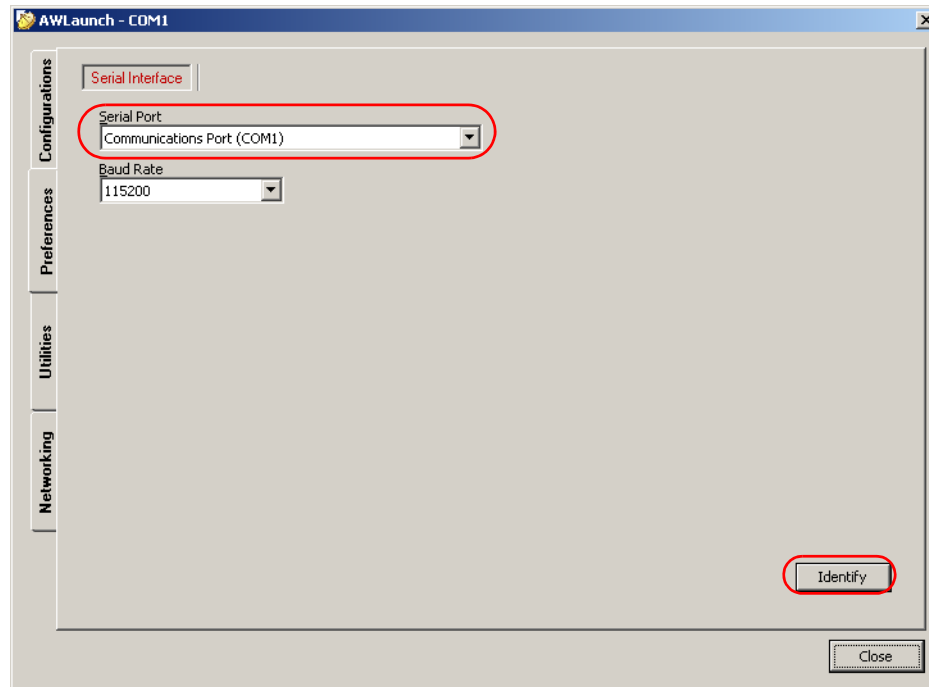 AWLaunch - COM1
Configurations
Preferences
Utilities
Networking
Serial Interface
Serial Port
Communications Port (COM1)
Baud Rate
115200
Identify
Close